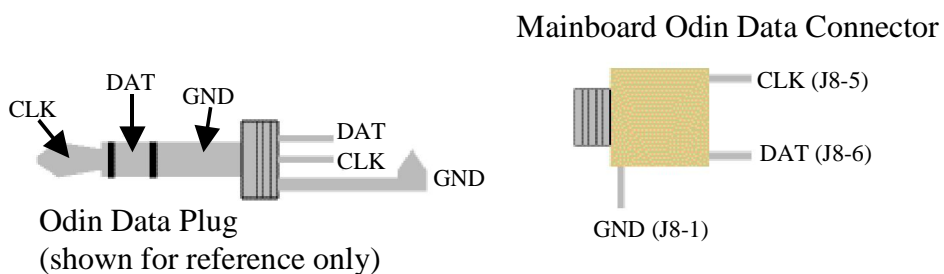 Mainboard Odin Data Connector
CLK
DAT
GND
DAT
CLK
GND
Odin Data Plug
(shown for reference only)
CLK (J8-5)
DAT (J8-6)
GND (J8-1)